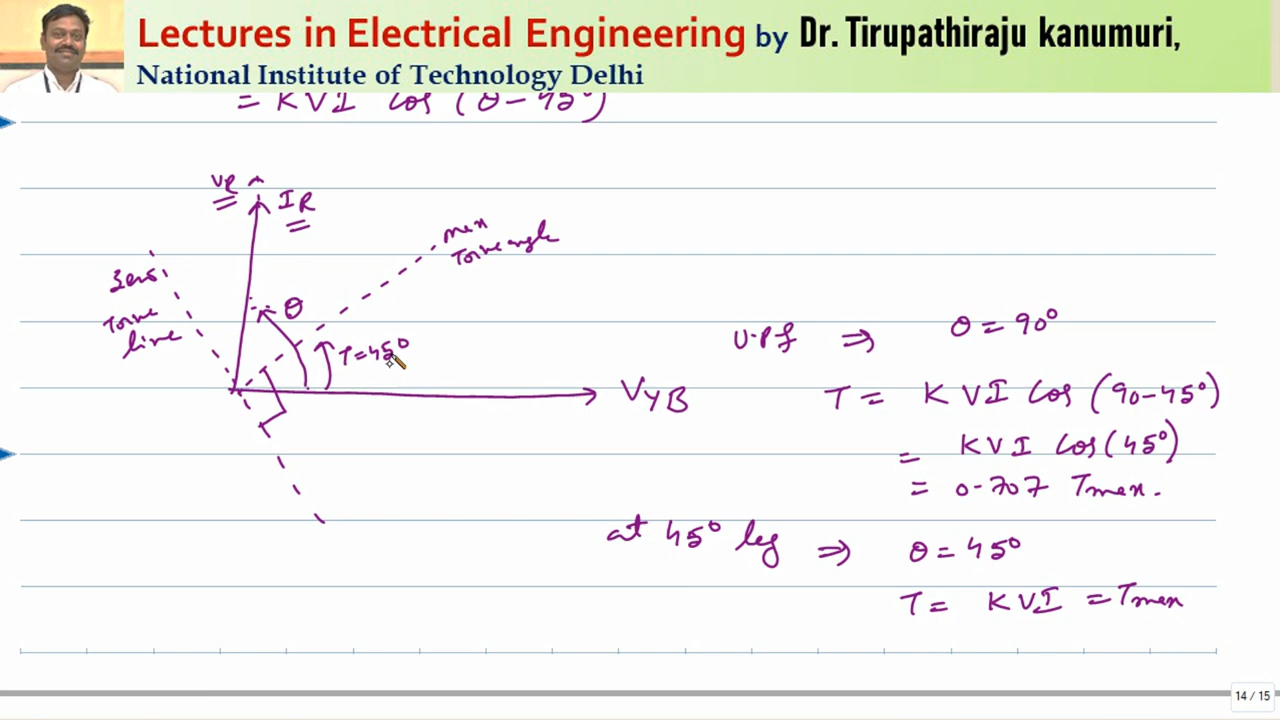 Lectures in Electrical Engineering by Dr. Tirupathiraju kanumuri,
National Institute of Technology Delhi
= KVI Cos (θ - 45°)
VR
IR
max
Torque angle
Zero
Torque
line
θ
τ = 45°
VYB
U.P.f ⇒ θ = 90°
T = KVI Cos (90-45°)
= KVI Cos(45°)
= 0.707 Tmax.
at 45° lag ⇒ θ = 45°
T = KVI = Tmax
14 / 15